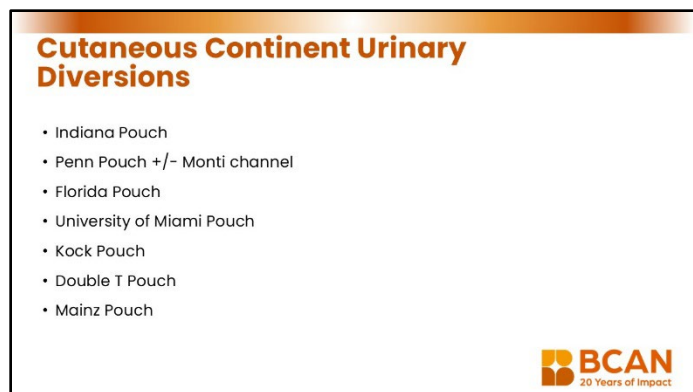 Cutaneous Continent Urinary
Diversions
• Indiana Pouch
• Penn Pouch +/- Monti channel
• Florida Pouch
• University of Miami Pouch
• Kock Pouch
• Double T Pouch
• Mainz Pouch
BCAN
20 Years of Impact